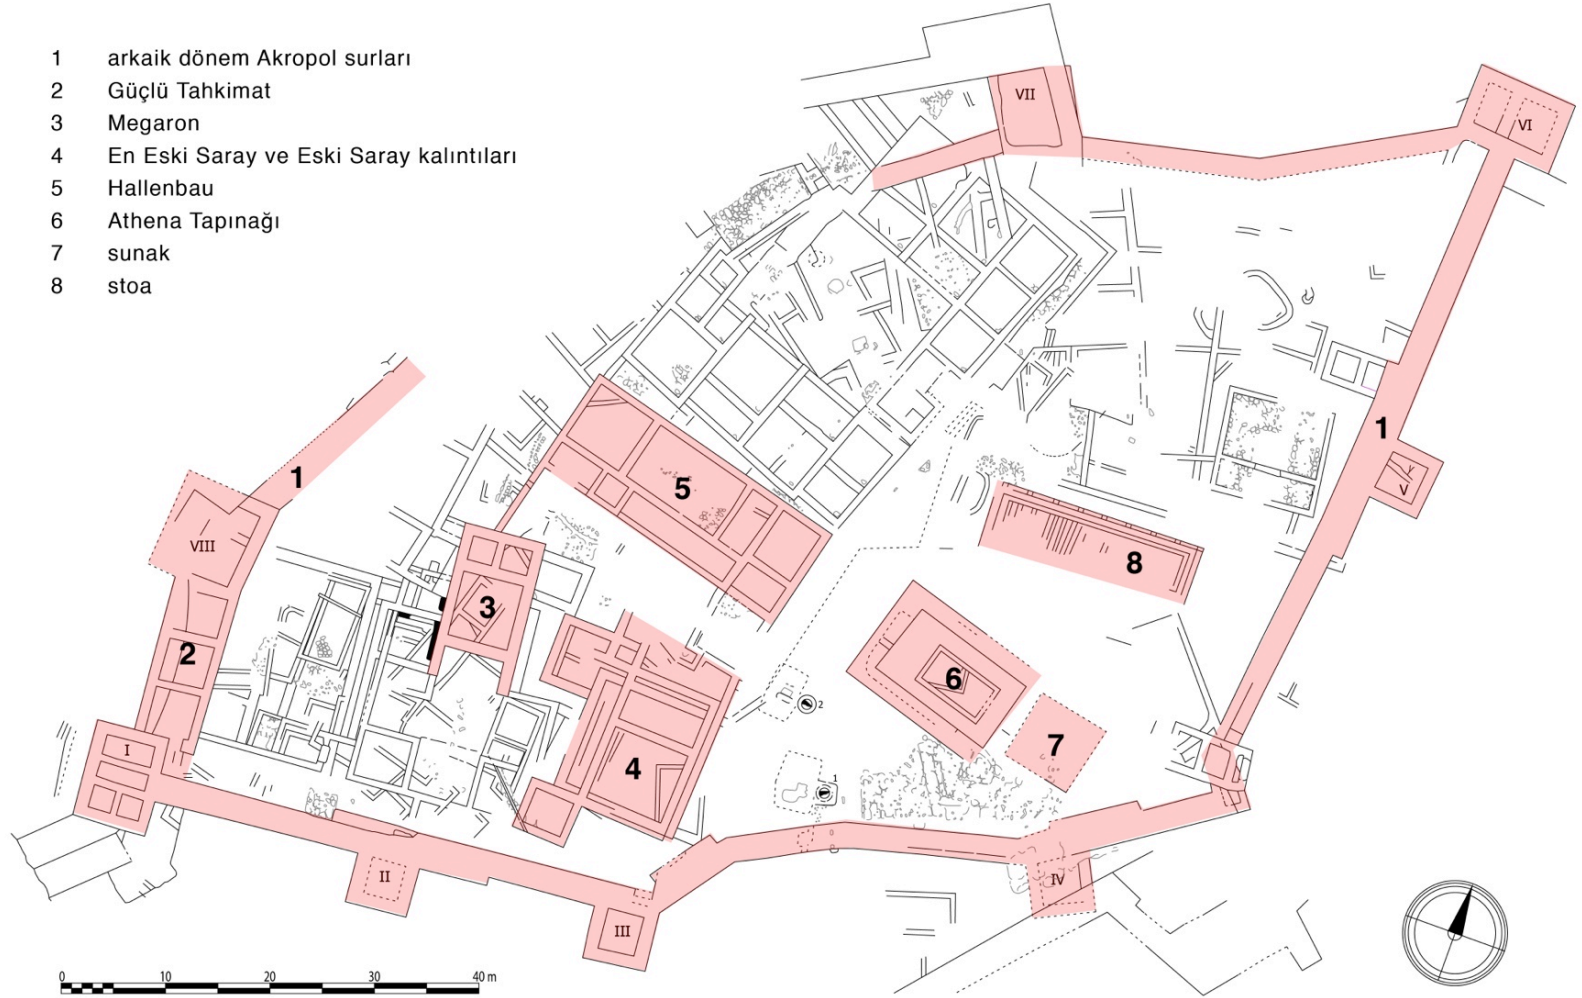 1 arkaik dönem Akropol surları
2 Güçlü Tahkimat
3 Megaron
4 En Eski Saray ve Eski Saray kalıntıları
5 Hallenbau
6 Athena Tapınağı
7 sunak
8 stoa
VII
VI
1
V
1
5
VIII
8
3
2
6
2
7
I
4
1
II
IV
III
0 10 20 30 40 m